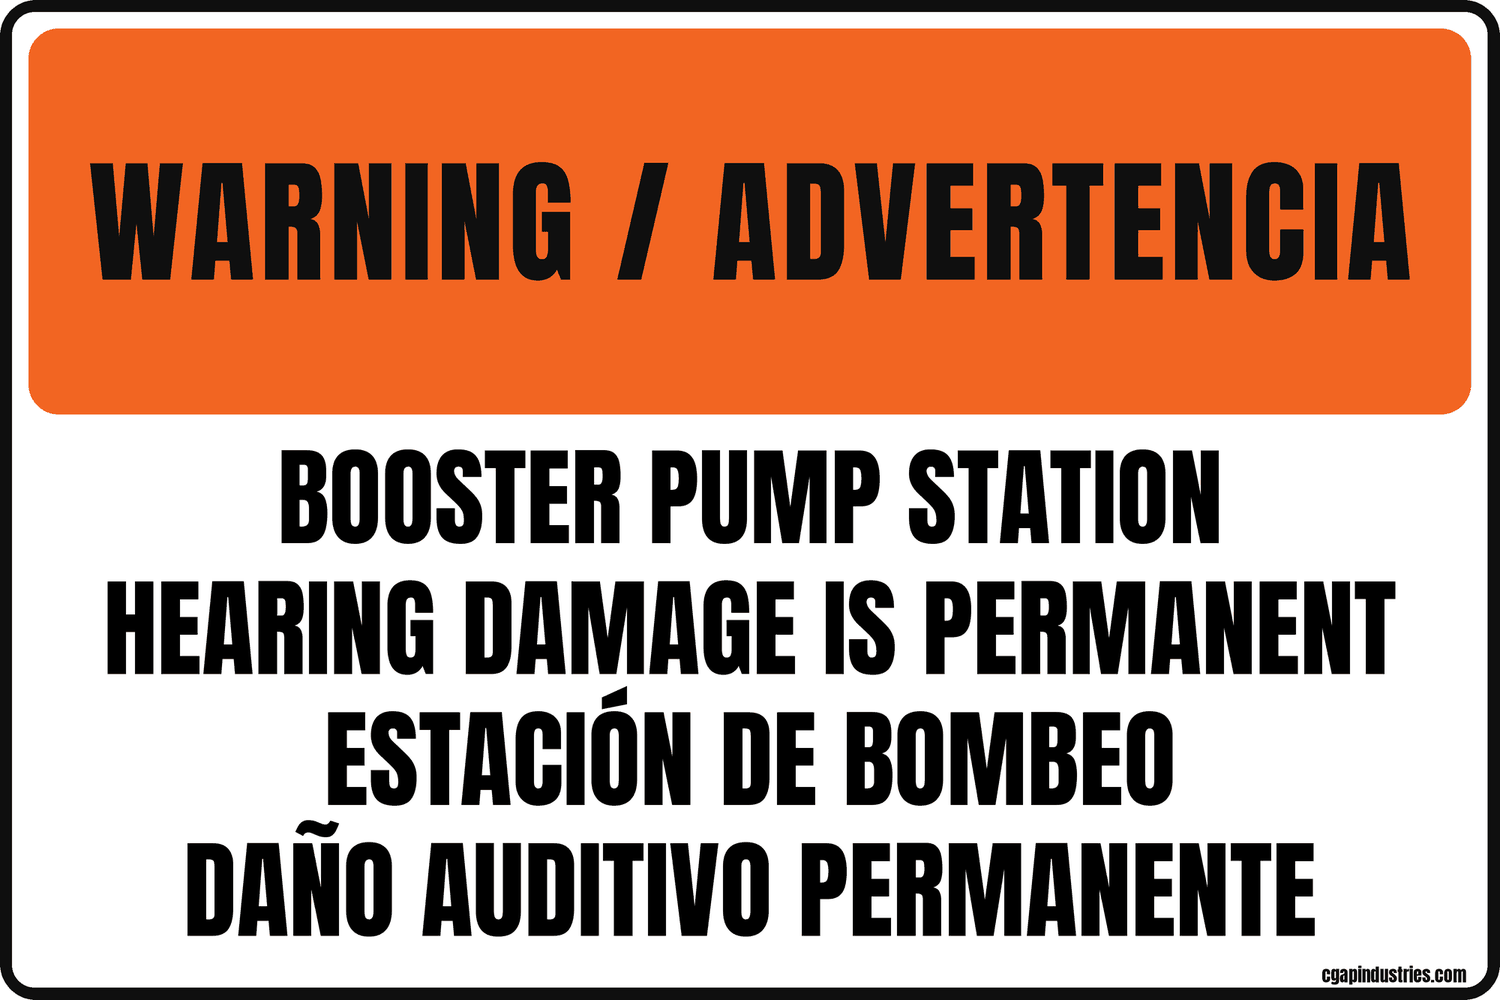 WARNING / ADVERTENCIA
BOOSTER PUMP STATION
HEARING DAMAGE IS PERMANENT
ESTACIÓN DE BOMBEO
DAÑO AUDITIVO PERMANENTE
cgapindustries.com